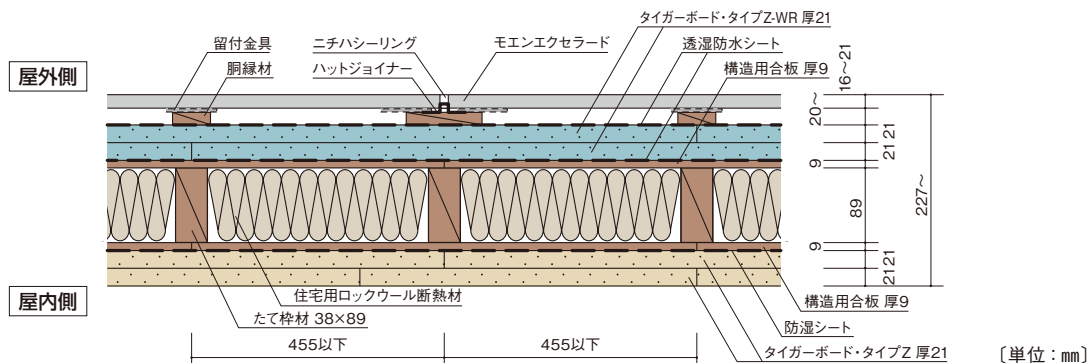 タイガーボード・タイプZ-WR 厚21
留付金具
ニチハシーリング
モエンエクセラード
透湿防水シート
胴縁材
ハットジョイナー
構造用合板 厚9
屋外側
16〜21
20〜
21 21
9
89
227〜
9
21 21
屋内側
住宅用ロックウール断熱材
構造用合板 厚9
たて枠材 38×89
防湿シート
455以下
455以下
タイガーボード・タイプZ 厚21
〔単位：㎜〕